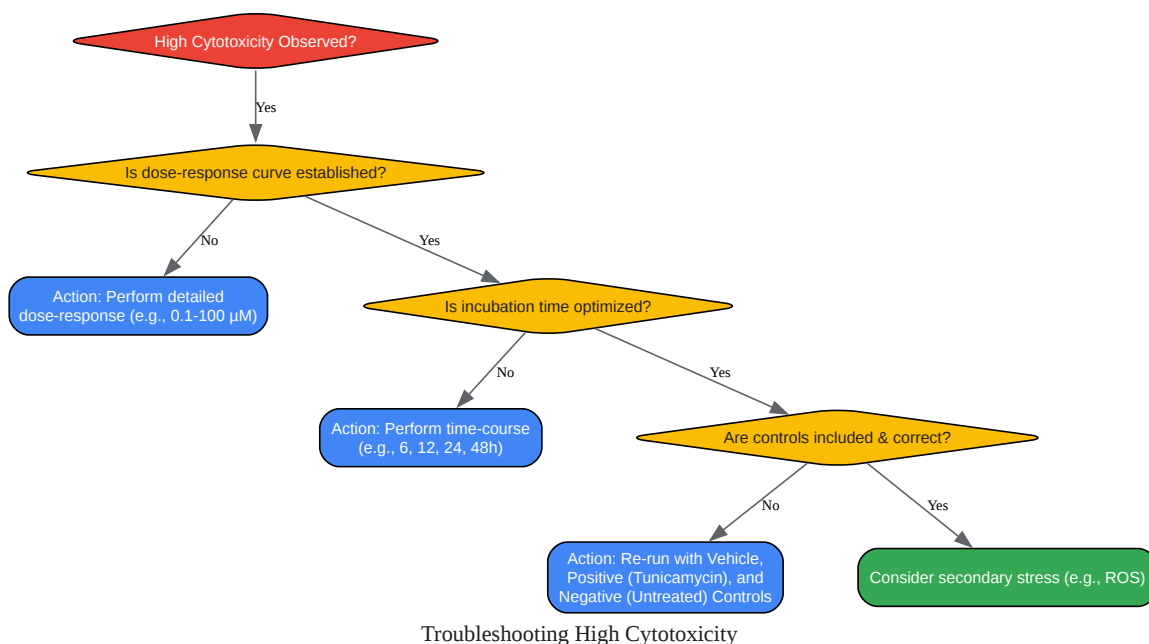 High Cytotoxicity Observed?
Yes
Is dose-response curve established?
No
Yes
Action: Perform detailed
dose-response (e.g., 0.1-100 µM)
Is incubation time optimized?
No
Yes
Action: Perform time-course
(e.g., 6, 12, 24, 48h)
Are controls included & correct?
No
Yes
Action: Re-run with Vehicle,
Positive (Tunicamycin), and
Negative (Untreated) Controls
Consider secondary stress (e.g., ROS)
Troubleshooting High Cytotoxicity